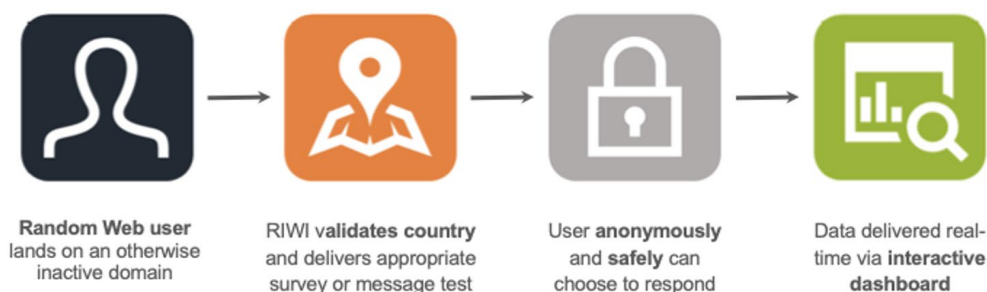 Random Web user
lands on an otherwise
inactive domain
RIWI validates country
and delivers appropriate
survey or message test
User anonymously
and safely can
choose to respond
Data delivered real-
time via interactive
dashboard